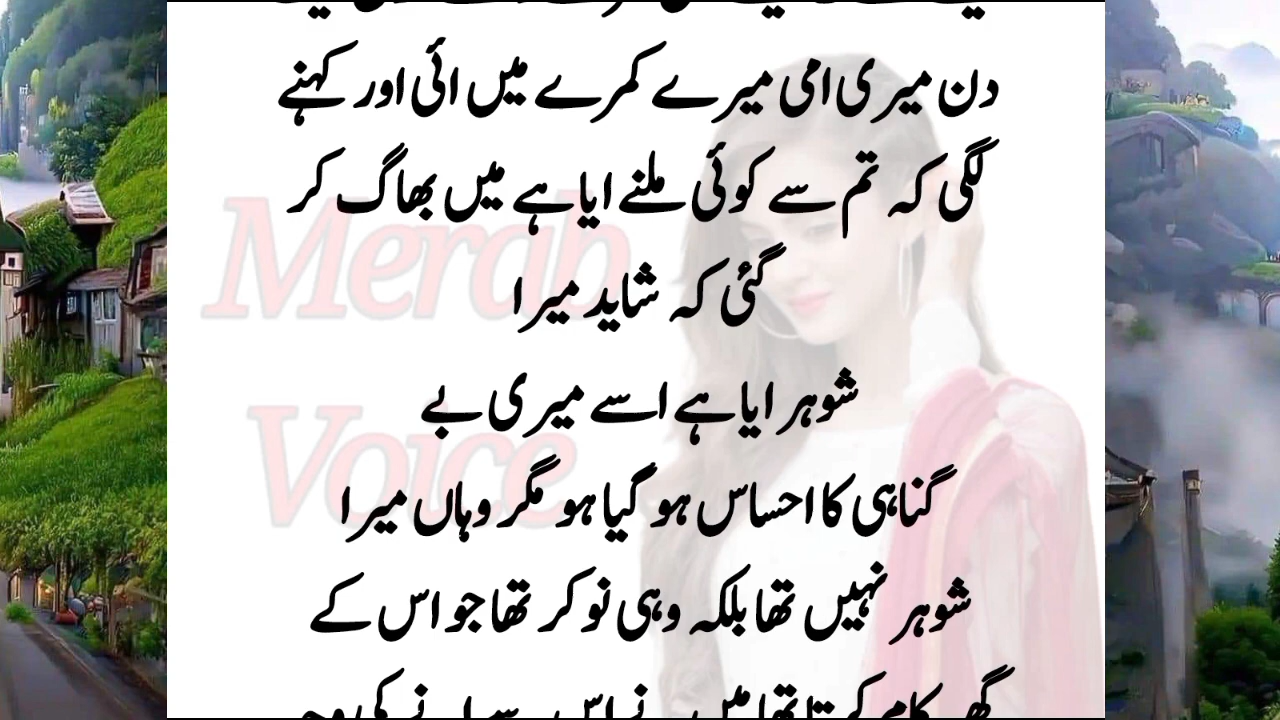 دن میری امی میرے کمرے میں ائی اور کہنے
لگی کہ تم سے کوئی ملنے ایا ہے میں بھاگ کر
گئی کہ شاید میرا
شوہر ایا ہے اسے میری بے
گناہی کا احساس ہو گیا ہو مگر وہاں میرا
شوہر نہیں تھا بلکہ وہی نوکر تھا جو اس کے
Merab
Voice